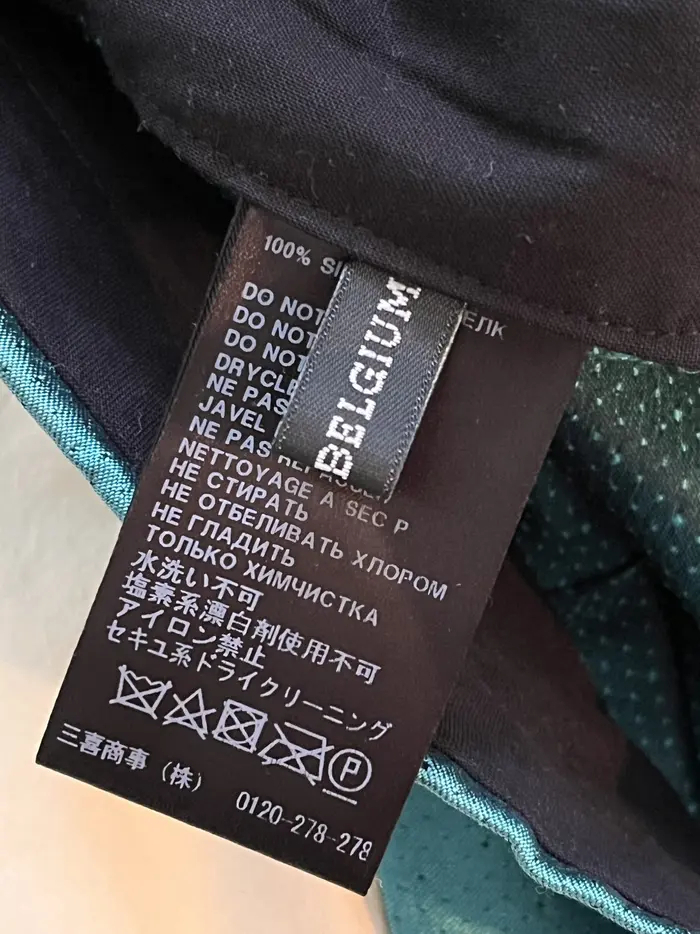 100%
ЕЛК
DO NOT
DO NOT
DO NOT
NE PAS
JAVEL
NE PAS
NETTOYAGE A SEC P
НЕ СТИРАТЬ
НЕ ОТБЕЛИВАТЬ ХЛОРОМ
НЕ ГЛАДИТЬ
ТОЛЬКО ХИМЧИСТКА
水洗い不可
塩素系漂白剤使用不可
アイロン禁止
セキユ系ドライクリーニング
P
三喜商事（株） 0120-278-278
BELGIUM